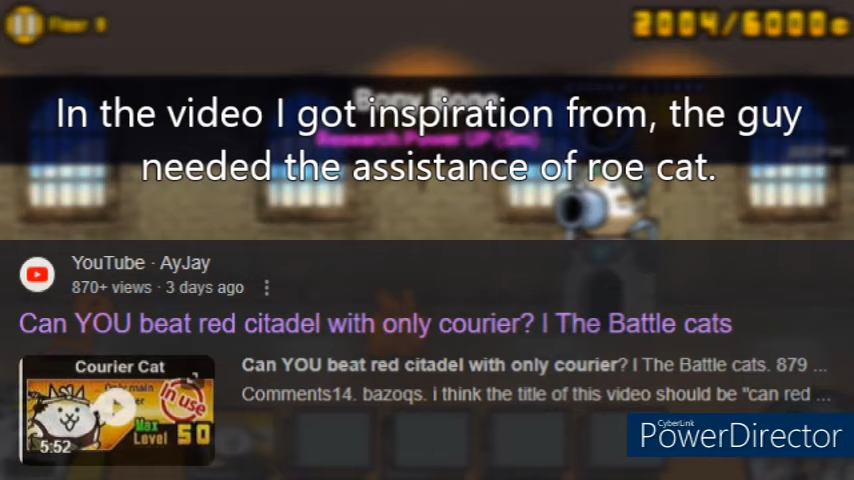 Floor 9
2004/6000¢
In the video I got inspiration from, the guy
needed the assistance of roe cat.
YouTube · AyJay
870+ views · 3 days ago
Can YOU beat red citadel with only courier? | The Battle cats
Courier Cat
In use
Max
Level 50
5:52
Can YOU beat red citadel with only courier? | The Battle cats. 879 ...
Comments14. bazoqs. i think the title of this video should be "can red ...
CyberLink
PowerDirector